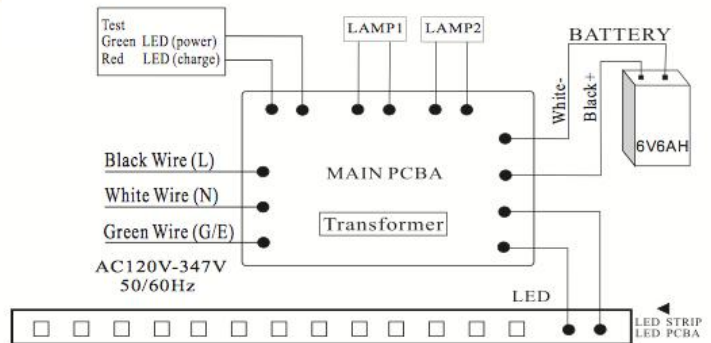 Test
Green LED (power)
Red LED (charge)
LAMP1
LAMP2
BATTERY
White-
Black+
6V6AH
Black Wire (L)
White Wire (N)
Green Wire (G/E)
MAIN PCBA
Transformer
AC120V-347V
50/60Hz
LED
LED STRIP
LED PCBA